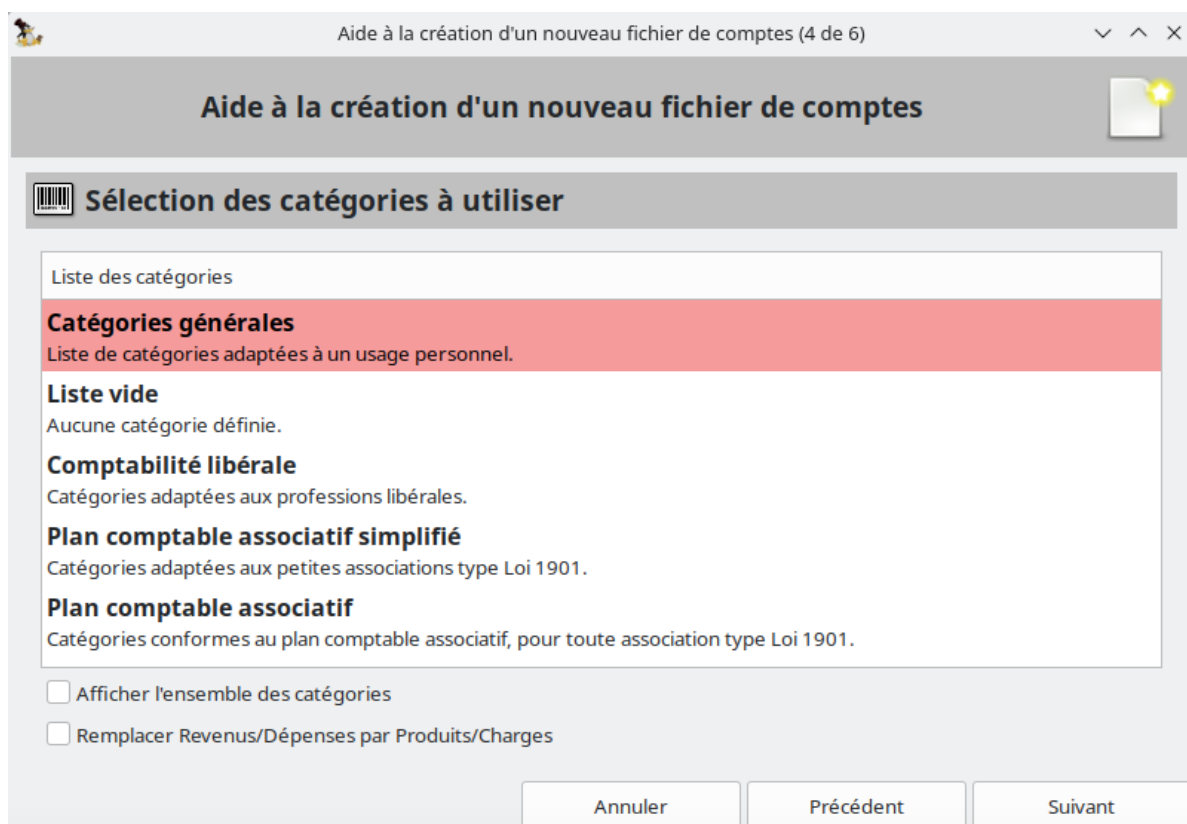 Aide à la création d'un nouveau fichier de comptes (4 de 6)
Aide à la création d'un nouveau fichier de comptes
Sélection des catégories à utiliser
Liste des catégories
Catégories générales
Liste de catégories adaptées à un usage personnel.
Liste vide
Aucune catégorie définie.
Comptabilité libérale
Catégories adaptées aux professions libérales.
Plan comptable associatif simplifié
Catégories adaptées aux petites associations type Loi 1901.
Plan comptable associatif
Catégories conformes au plan comptable associatif, pour toute association type Loi 1901.
Afficher l'ensemble des catégories
Remplacer Revenus/Dépenses par Produits/Charges
Annuler Précédent Suivant